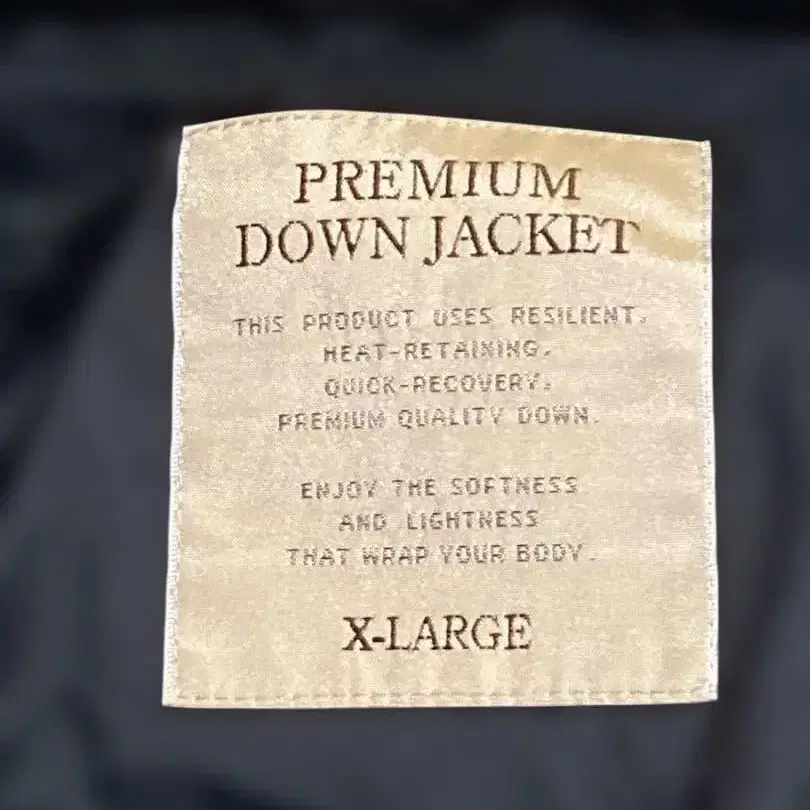 PREMIUM
DOWN JACKET
THIS PRODUCT USES RESILIENT.
HEAT-RETAINING.
QUICK-RECOVERY.
PREMIUM QUALITY DOWN.
ENJOY THE SOFTNESS
AND LIGHTNESS
THAT WRAP YOUR BODY.
X-LARGE